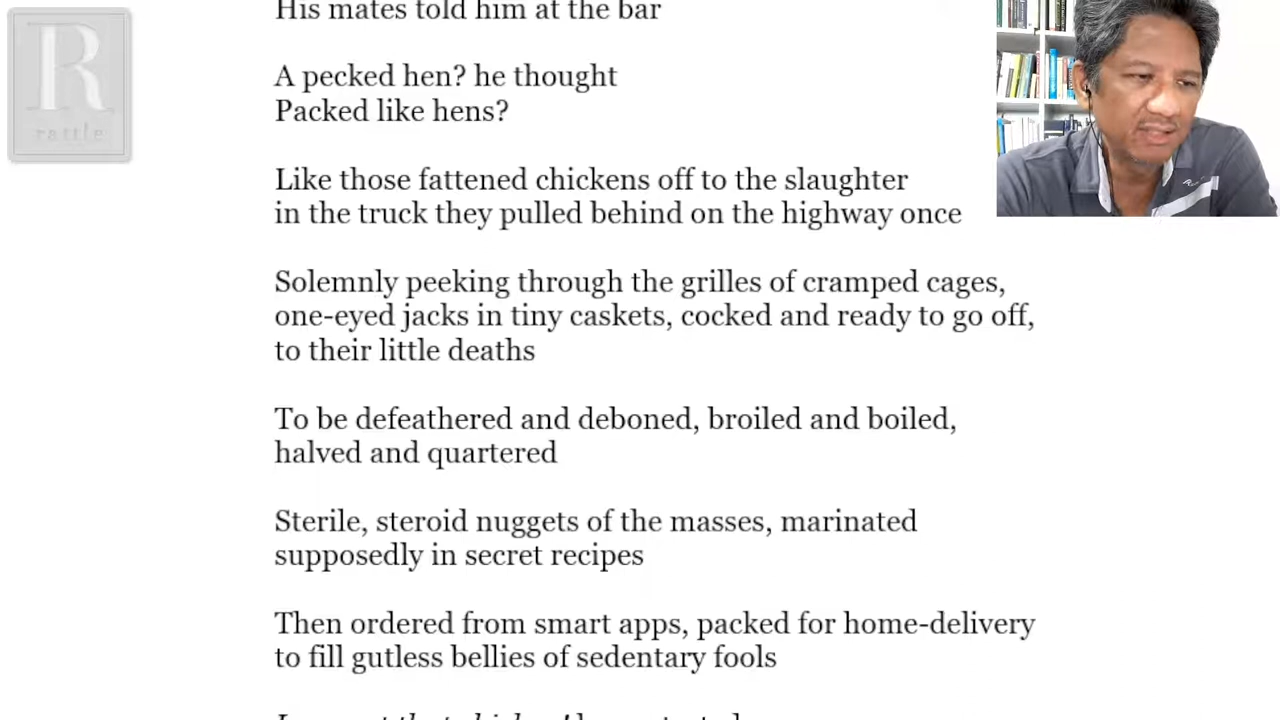 R
rattle
His mates told him at the bar
A pecked hen? he thought
Packed like hens?
Like those fattened chickens off to the slaughter
in the truck they pulled behind on the highway once
Solemnly peeking through the grilles of cramped cages,
one-eyed jacks in tiny caskets, cocked and ready to go off,
to their little deaths
To be defeathered and deboned, broiled and boiled,
halved and quartered
Sterile, steroid nuggets of the masses, marinated
supposedly in secret recipes
Then ordered from smart apps, packed for home-delivery
to fill gutless bellies of sedentary fools